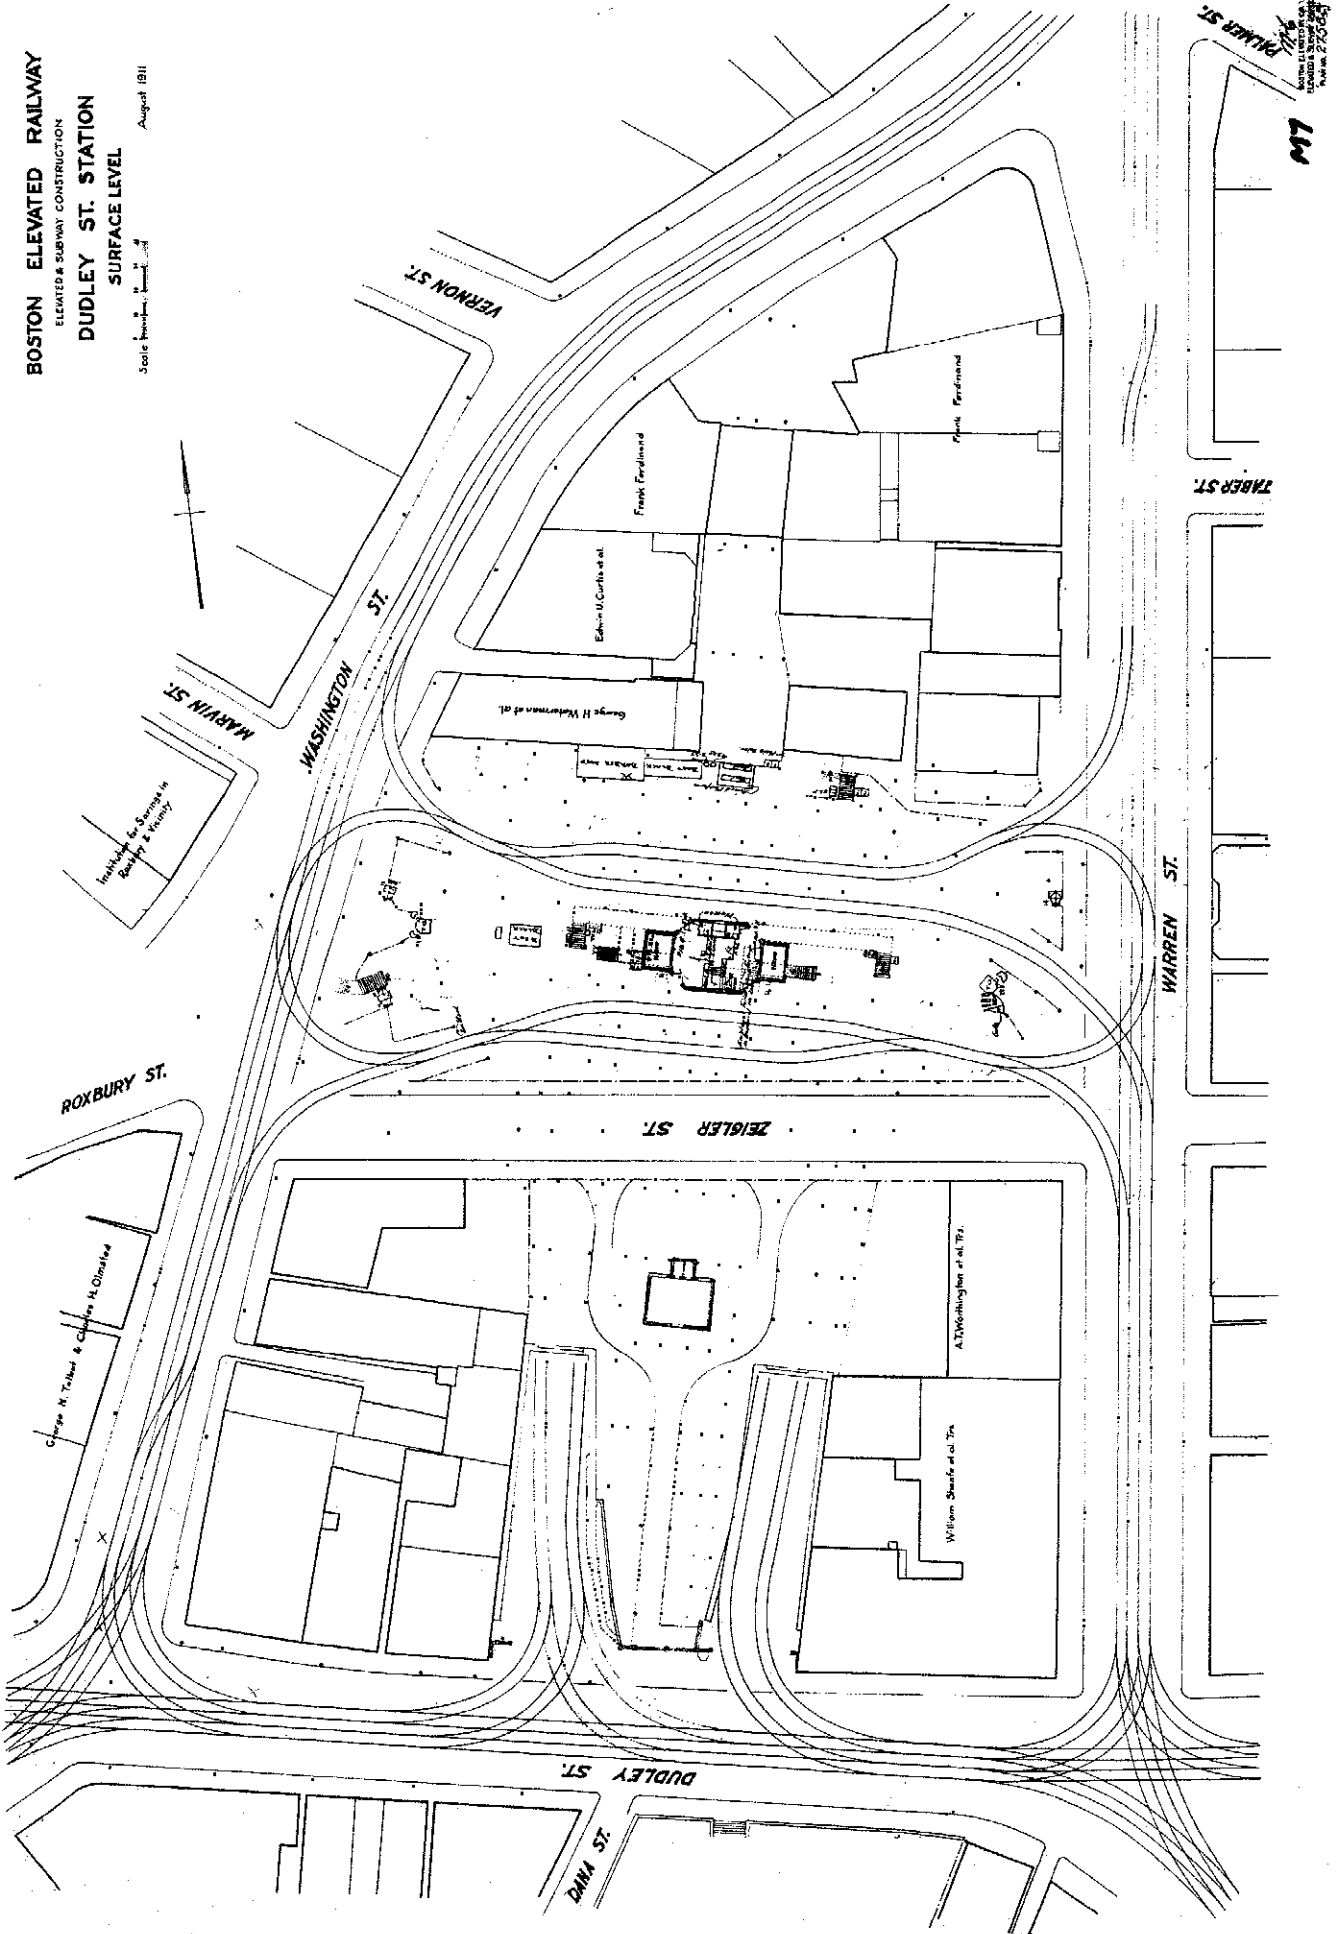 BOSTON ELEVATED RAILWAY
ELEVATED & SUBWAY CONSTRUCTION
DUDLEY ST. STATION
SURFACE LEVEL
Scale
August 1911
PALMER ST.
M7
VERNON ST.
TABER ST.
Frank Ferdinand
Frank Ferdinand
Edwin U. Curtis et al.
George H Waterman et al.
WASHINGTON ST.
MARVIN ST.
Institution for Savings in
Roxbury & Vicinity
WARREN ST.
ROXBURY ST.
ZEIGLER ST.
George N. Talbot & Charles H. Olmsted
A.T. Worthington et al. Trs.
William Sheafe et al. Trs
DUDLEY ST.
DANA ST.